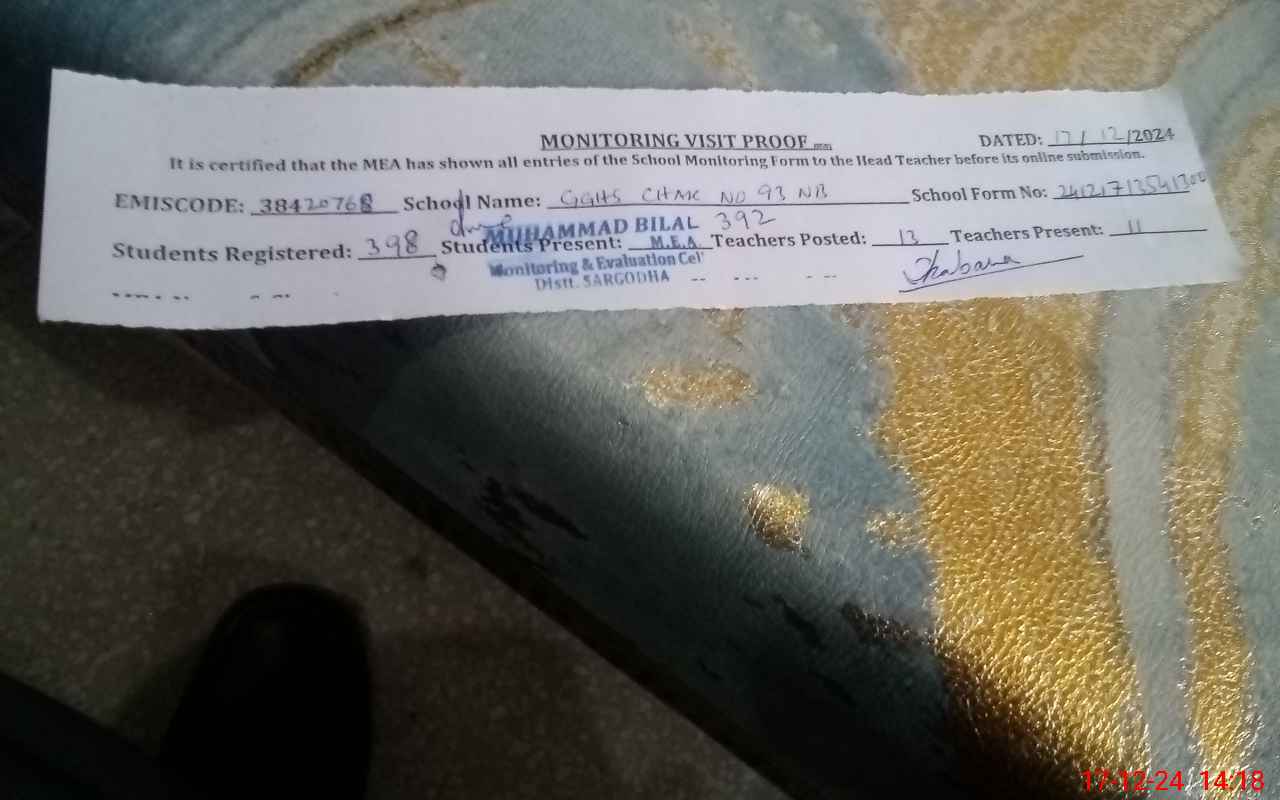 MONITORING VISIT PROOF
DATED: 17/12/2024
It is certified that the MEA has shown all entries of the School Monitoring Form to the Head Teacher before its online submission.
EMISCODE: 38420768 School Name: GGHS CHAK NO 93 NB School Form No:
Students Registered: 398 Students Present: 392 Teachers Posted: 13 Teachers Present: 11
MUHAMMAD BILAL
M.E.A.
Monitoring & Evaluation Cell
Distt. SARGODHA
Shabana
17-12-24 14:18